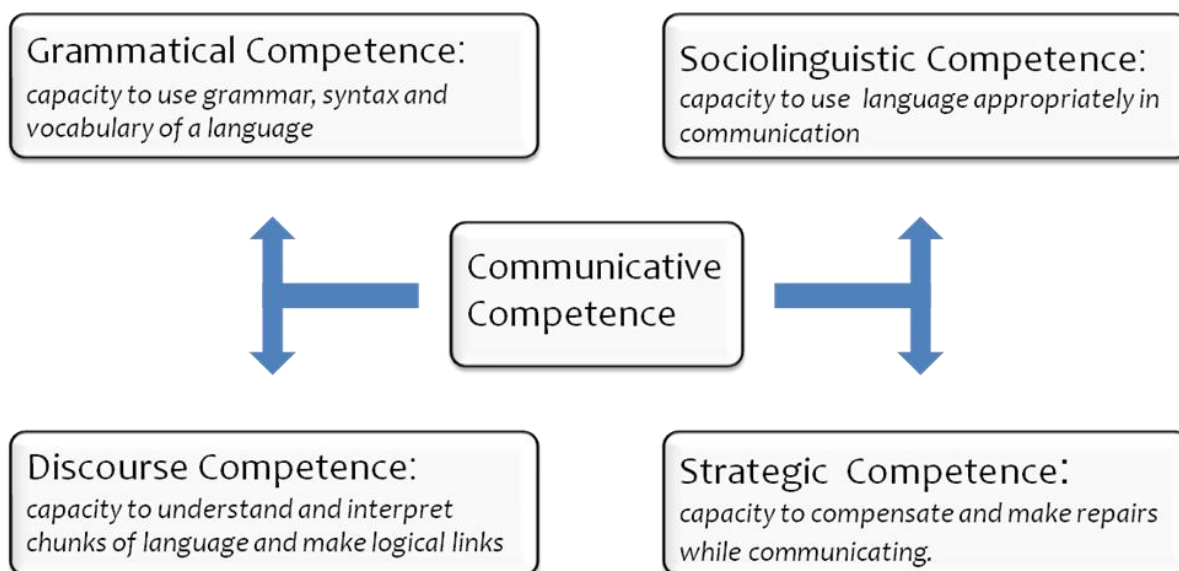 Grammatical Competence:
capacity to use grammar, syntax and
vocabulary of a language
Sociolinguistic Competence:
capacity to use language appropriately in
communication
Communicative
Competence
Discourse Competence:
capacity to understand and interpret
chunks of language and make logical links
Strategic Competence:
capacity to compensate and make repairs
while communicating.